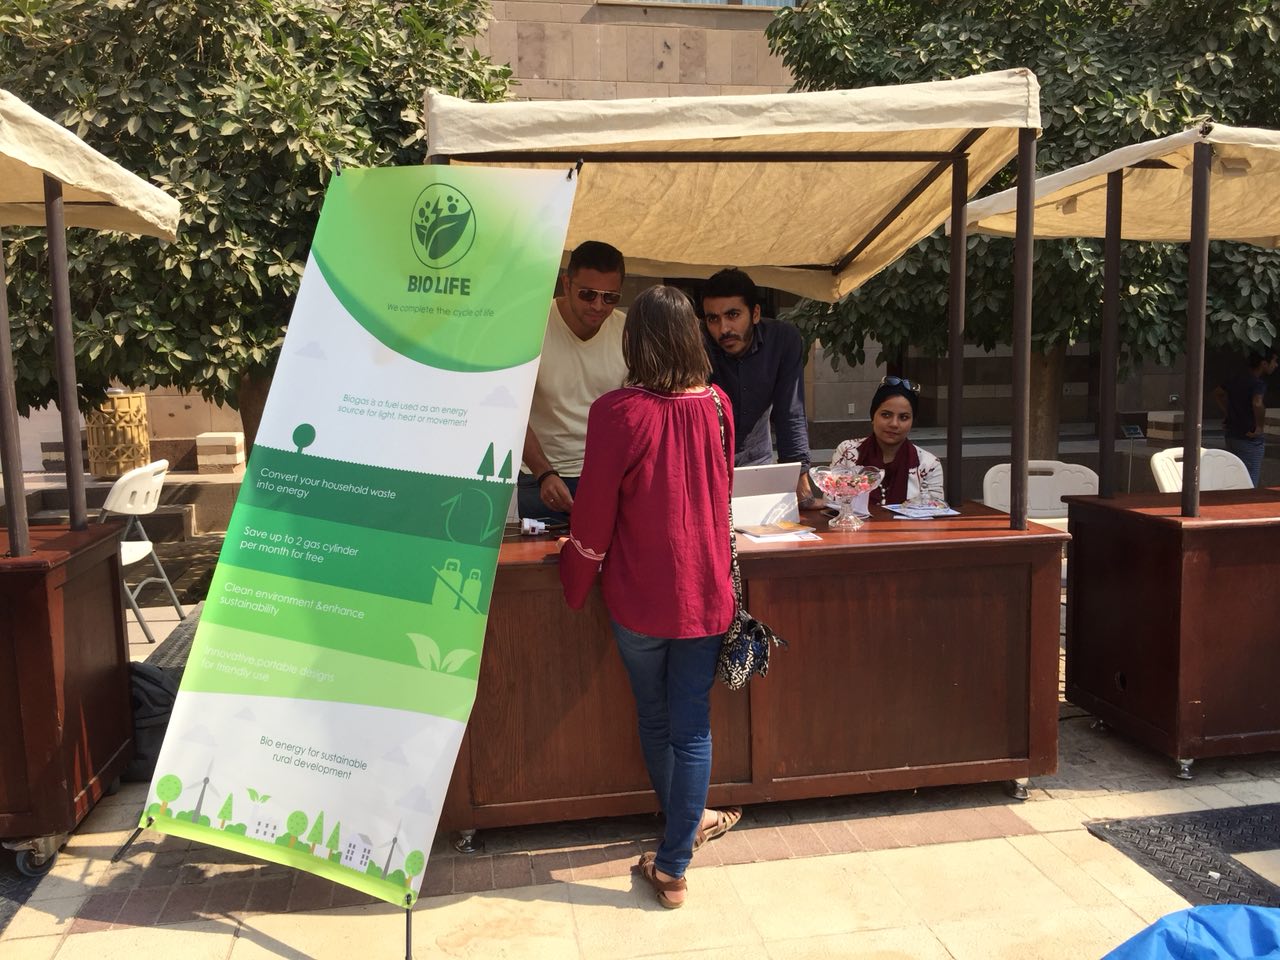 BIO LIFE
We complete the cycle of life
Biogas is a fuel used as an energy
source for light, heat or movement
Convert your household waste
into energy
Save up to 2 gas cylinder
per month for free
Clean environment &enhance
sustainability
Innovative,portable designs
for friendly use
Bio energy for sustainable
rural development